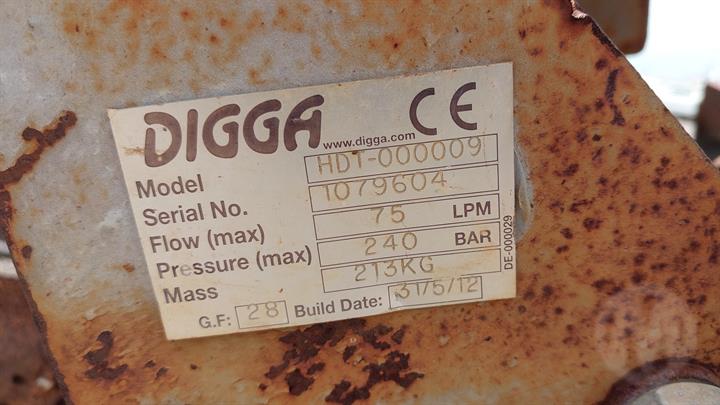 DIGGA
www.digga.com
CE
Model HDT-000009
Serial No. 1079604
Flow (max) 75 LPM
Pressure (max) 240 BAR
Mass 213KG
G.F: 28 Build Date: 31/5/12
DE-000029